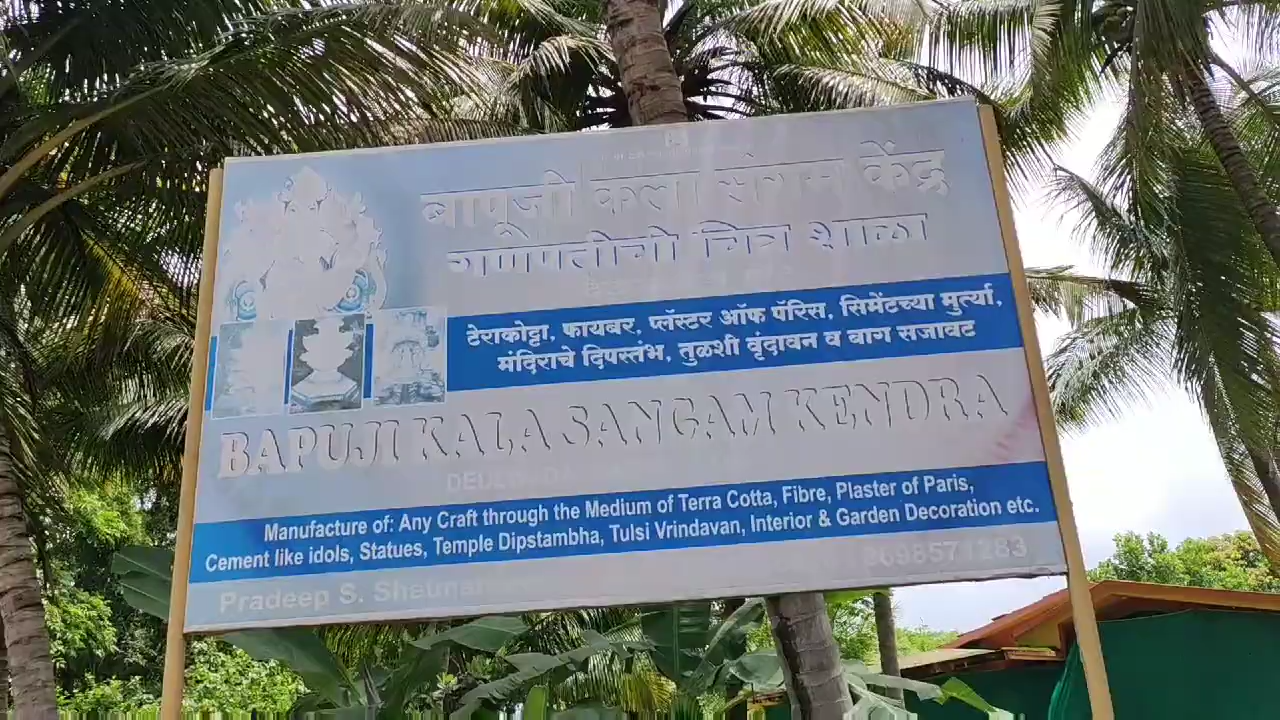 बापूजी कला संगम केंद्र
गणपतीची चित्र शाळा
टेराकोट्टा, फायबर, प्लॅस्टर ऑफ पॅरिस, सिमेंटच्या मुर्त्या,
मंदिराचे दिपस्तंभ, तुळशी वृंदावन व बाग सजावट
BAPUJI KALA SANGAM KENDRA
Manufacture of: Any Craft through the Medium of Terra Cotta, Fibre, Plaster of Paris,
Cement like idols, Statues, Temple Dipstambha, Tulsi Vrindavan, Interior & Garden Decoration etc.
Pradeep S.